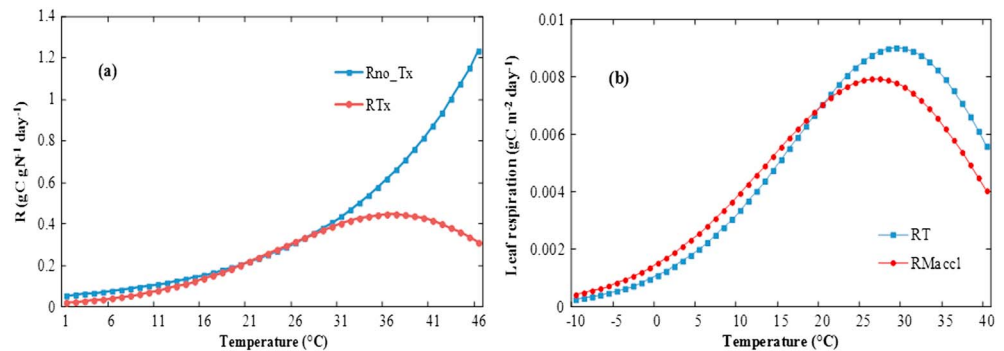 1.4
1.2
1
0.8
0.6
0.4
0.2
0
R (gC gN⁻¹ day⁻¹)
(a)
Rno_Tx
RTx
1 6 11 16 21 26 31 36 41 46
Temperature (°C)
0.01
0.008
0.006
0.004
0.002
0
Leaf respiration (gC m⁻² day⁻¹)
(b)
RT
RMaccl
-10 -5 0 5 10 15 20 25 30 35 40
Temperature (°C)